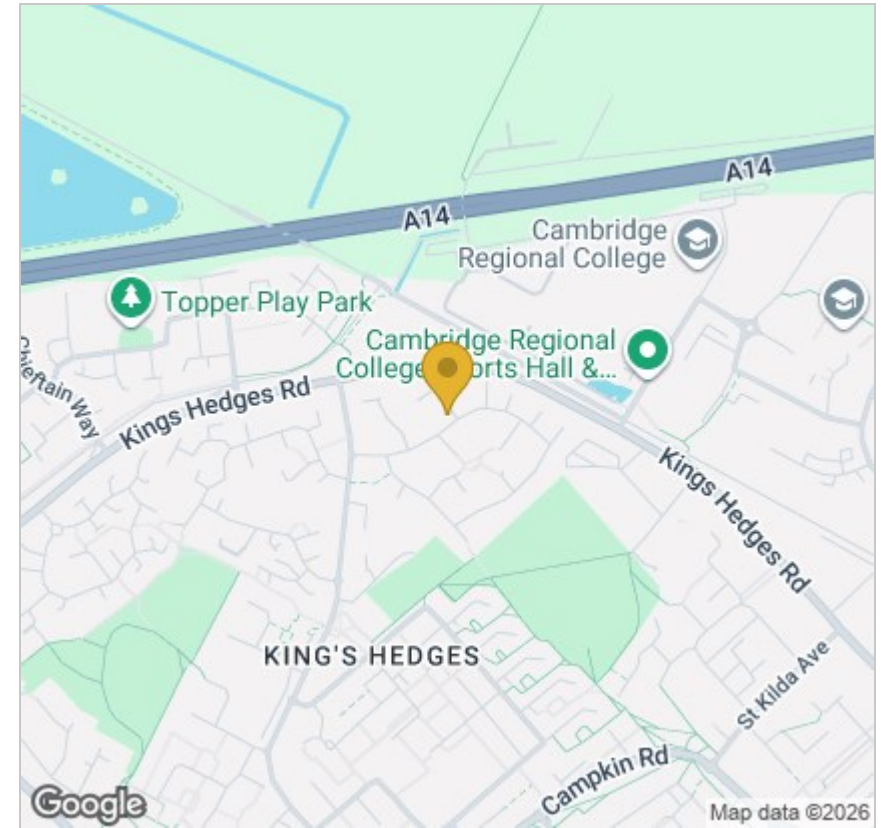 A14
A14
Cambridge
Regional College
Topper Play Park
Cambridge Regional
College Sports Hall &...
Chieftain Way
Kings Hedges Rd
Kings Hedges Rd
KING'S HEDGES
St Kilda Ave
Campkin Rd
Google
Map data ©2026